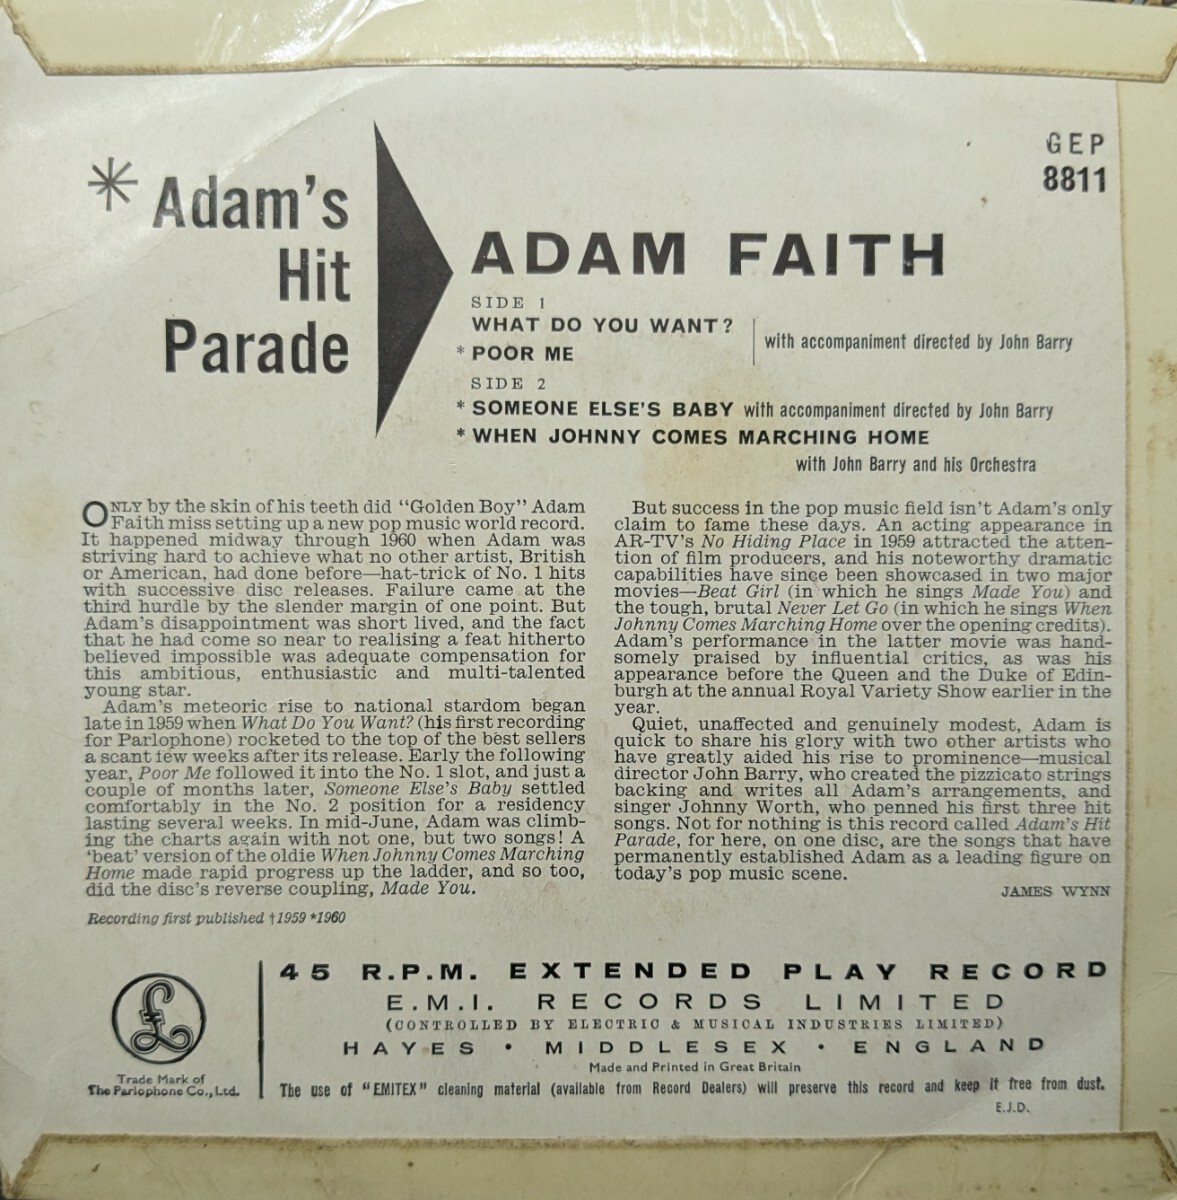 GEP
8811
* Adam's
Hit
Parade
ADAM FAITH
SIDE 1
WHAT DO YOU WANT?
* POOR ME
with accompaniment directed by John Barry
SIDE 2
* SOMEONE ELSE'S BABY with accompaniment directed by John Barry
* WHEN JOHNNY COMES MARCHING HOME
with John Barry and his Orchestra
ONLY by the skin of his teeth did "Golden Boy" Adam
Faith miss setting up a new pop music world record.
It happened midway through 1960 when Adam was
striving hard to achieve what no other artist, British
or American, had done before—hat-trick of No. 1 hits
with successive disc releases. Failure came at the
third hurdle by the slender margin of one point. But
Adam's disappointment was short lived, and the fact
that he had come so near to realising a feat hitherto
believed impossible was adequate compensation for
this ambitious, enthusiastic and multi-talented
young star.
Adam's meteoric rise to national stardom began
late in 1959 when What Do You Want? (his first recording
for Parlophone) rocketed to the top of the best sellers
a scant few weeks after its release. Early the following
year, Poor Me followed it into the No. 1 slot, and just a
couple of months later, Someone Else's Baby settled
comfortably in the No. 2 position for a residency
lasting several weeks. In mid-June, Adam was climb-
ing the charts again with not one, but two songs! A
'beat' version of the oldie When Johnny Comes Marching
Home made rapid progress up the ladder, and so too,
did the disc's reverse coupling, Made You.
But success in the pop music field isn't Adam's only
claim to fame these days. An acting appearance in
AR-TV's No Hiding Place in 1959 attracted the atten-
tion of film producers, and his noteworthy dramatic
capabilities have since been showcased in two major
movies—Beat Girl (in which he sings Made You) and
the tough, brutal Never Let Go (in which he sings When
Johnny Comes Marching Home over the opening credits).
Adam's performance in the latter movie was hand-
somely praised by influential critics, as was his
appearance before the Queen and the Duke of Edin-
burgh at the annual Royal Variety Show earlier in the
year.
Quiet, unaffected and genuinely modest, Adam is
quick to share his glory with two other artists who
have greatly aided his rise to prominence—musical
director John Barry, who created the pizzicato strings
backing and writes all Adam's arrangements, and
singer Johnny Worth, who penned his first three hit
songs. Not for nothing is this record called Adam's Hit
Parade, for here, on one disc, are the songs that have
permanently established Adam as a leading figure on
today's pop music scene.
JAMES WYNN
Recording first published †1959 *1960
£
Trade Mark of
The Parlophone Co., Ltd.
45 R.P.M. EXTENDED PLAY RECORD
E.M.I. RECORDS LIMITED
(CONTROLLED BY ELECTRIC & MUSICAL INDUSTRIES LIMITED)
HAYES • MIDDLESEX • ENGLAND
Made and Printed in Great Britain
The use of "EMITEX" cleaning material (available from Record Dealers) will preserve this record and keep it free from dust.
E.J.D.